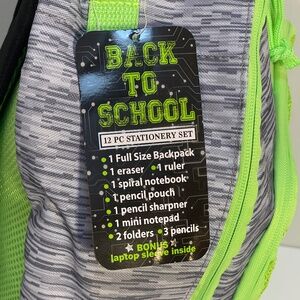 BACK
TO
SCHOOL
12 PC STATIONERY SET
• 1 Full Size Backpack
• 1 eraser • 1 ruler
• 1 spiral notebook
• 1 pencil pouch
• 1 pencil sharpner
• 1 mini notepad
• 2 folders • 3 pencils
★ BONUS ★
laptop sleeve inside